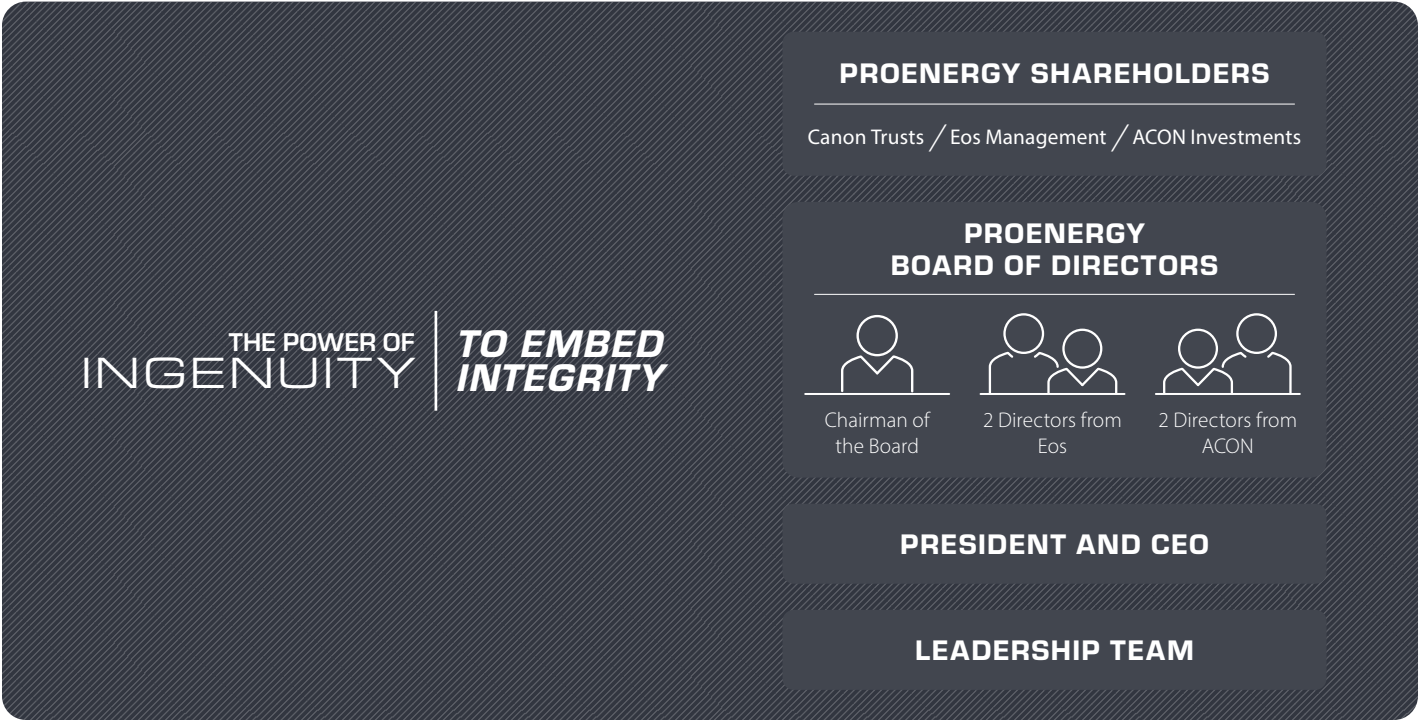 THE POWER OF
INGENUITY
TO EMBED
INTEGRITY
PROENERGY SHAREHOLDERS
Canon Trusts / Eos Management / ACON Investments
PROENERGY
BOARD OF DIRECTORS
Chairman of
the Board
2 Directors from
Eos
2 Directors from
ACON
PRESIDENT AND CEO
LEADERSHIP TEAM